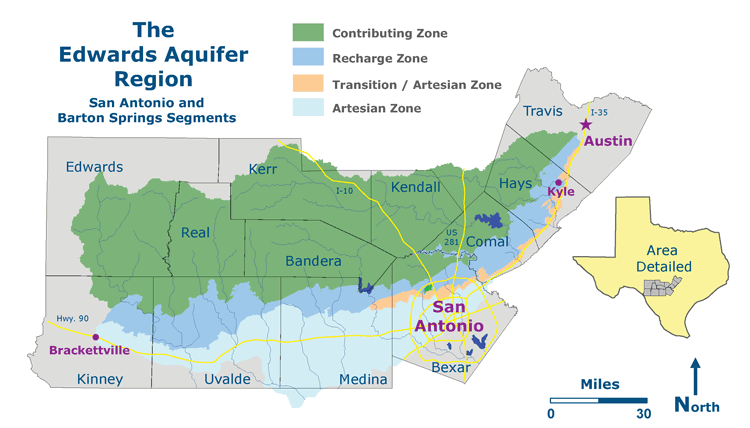 The
Edwards Aquifer
Region
San Antonio and
Barton Springs Segments
Contributing Zone
Recharge Zone
Transition / Artesian Zone
Artesian Zone
Travis
I-35
Austin
Edwards
Kerr
Kendall
Hays
Kyle
I-10
Real
US
281
Comal
Bandera
Area
Detailed
San
Antonio
Hwy. 90
Brackettville
Bexar
Kinney
Uvalde
Medina
Miles
0
30
North